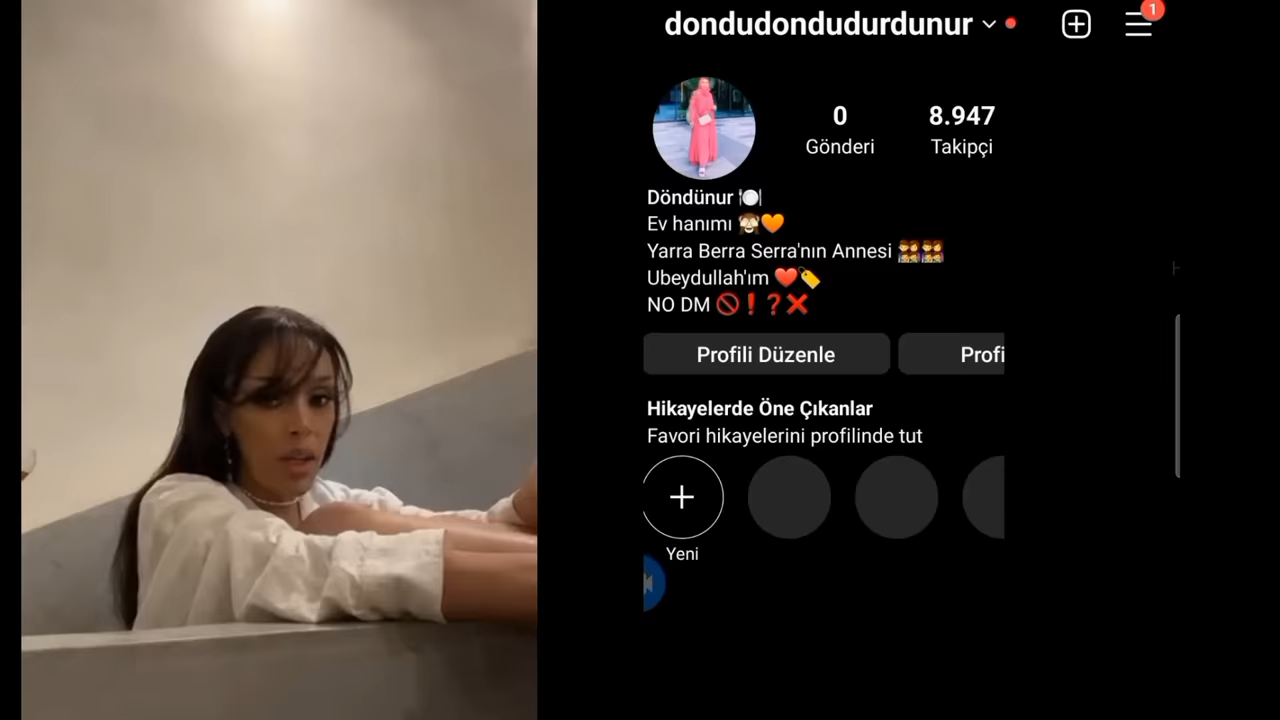 dondudondudurdunur
1
0
Gönderi
8.947
Takipçi
Döndünur 🍽️
Ev hanımı 🙈🧡
Yarra Berra Serra'nın Annesi 👩‍👩‍👧‍👦👩‍👩‍👧‍👦
Ubeydullah'ım ❤️🏷️
NO DM 🚫❗❓❌
Profili Düzenle
Profi
Hikayelerde Öne Çıkanlar
Favori hikayelerini profilinde tut
Yeni